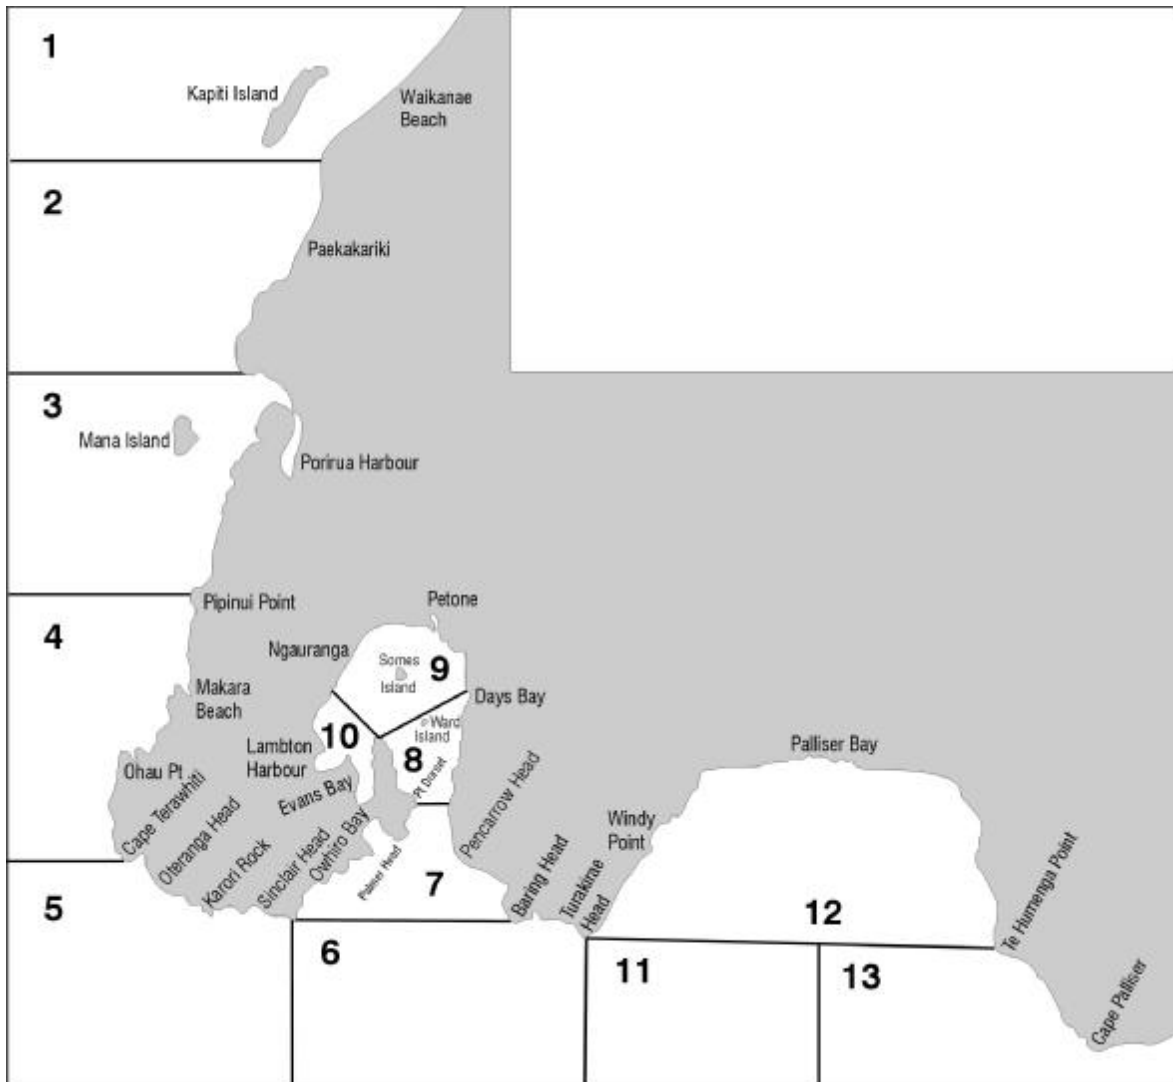 1
Kapiti Island
Waikanae
Beach
2
Paekakariki
3
Mana Island
Porirua Harbour
Pipinui Point
Petone
4
Ngauranga
Somes
Island
9
Makara
Beach
Days Bay
10
Ward
Island
Lambton
Harbour
8
Palliser Bay
Ohau Pt
Pt Dorset
Evans Bay
Cape Terawhiti
Oteranga Head
Karori Rock
Sinclair Head
Owhiro Bay
Palmer Head
Pencarrow Head
Windy
Point
5
7
Baring Head
Turakirae
Head
12
Te Humenga Point
6
11
13
Cape Palliser